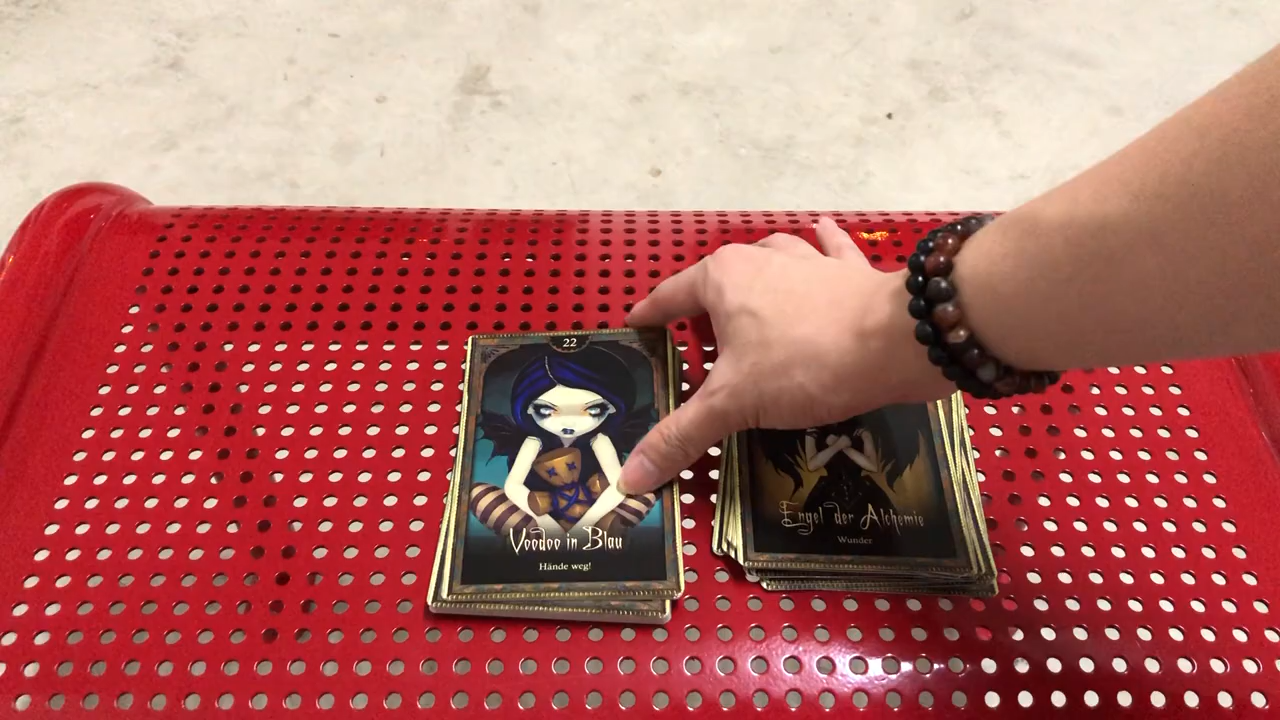 22
Voodoo in Blau
Hände weg!
Engel der Alchemie
Wunder